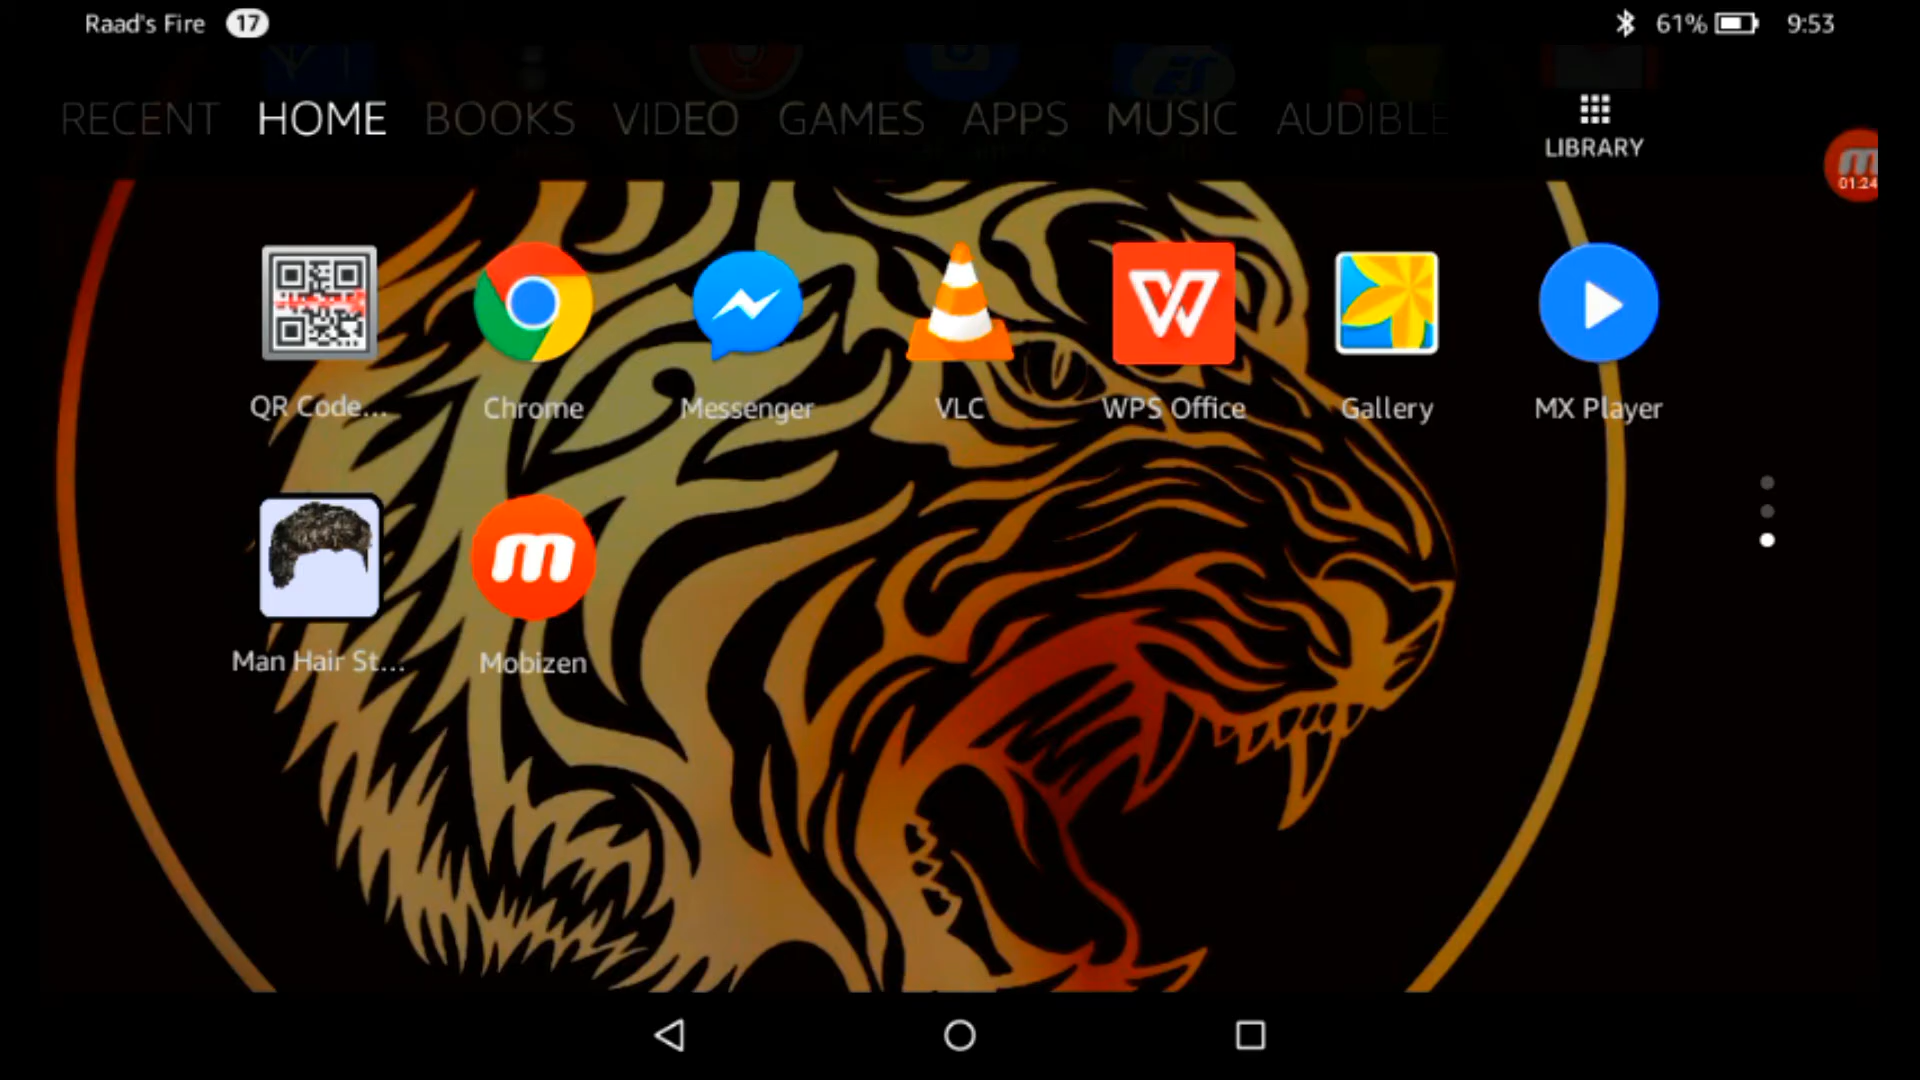 Raad's Fire 17 61% 9:53
RECENT HOME BOOKS VIDEO GAMES APPS MUSIC AUDIBLE
LIBRARY
01:24
QR Code... Chrome Messenger VLC WPS Office Gallery MX Player
Man Hair St... Mobizen